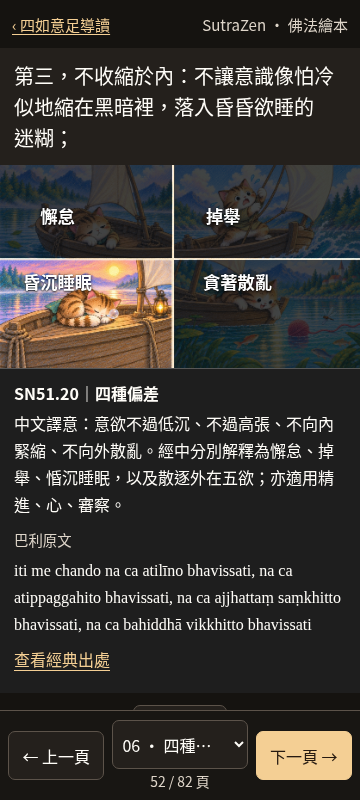 ‹ 四如意足導讀
SutraZen · 佛法繪本
第三，不收縮於內：不讓意識像怕冷
似地縮在黑暗裡，落入昏昏欲睡的
迷糊；
懈怠
掉舉
昏沉睡眠
貪著散亂
SN51.20｜四種偏差
中文譯意：意欲不過低沉、不過高張、不向內
緊縮、不向外散亂。經中分別解釋為懈怠、掉
舉、惛沉睡眠，以及散逐外在五欲；亦適用精
進、心、審察。
巴利原文
iti me chando na ca atilīno bhavissati, na ca
atippaggahito bhavissati, na ca ajjhattaṃ saṃkhitto
bhavissati, na ca bahiddhā vikkhitto bhavissati
查看經典出處
← 上一頁
06 · 四種…
下一頁 →
52 / 82 頁